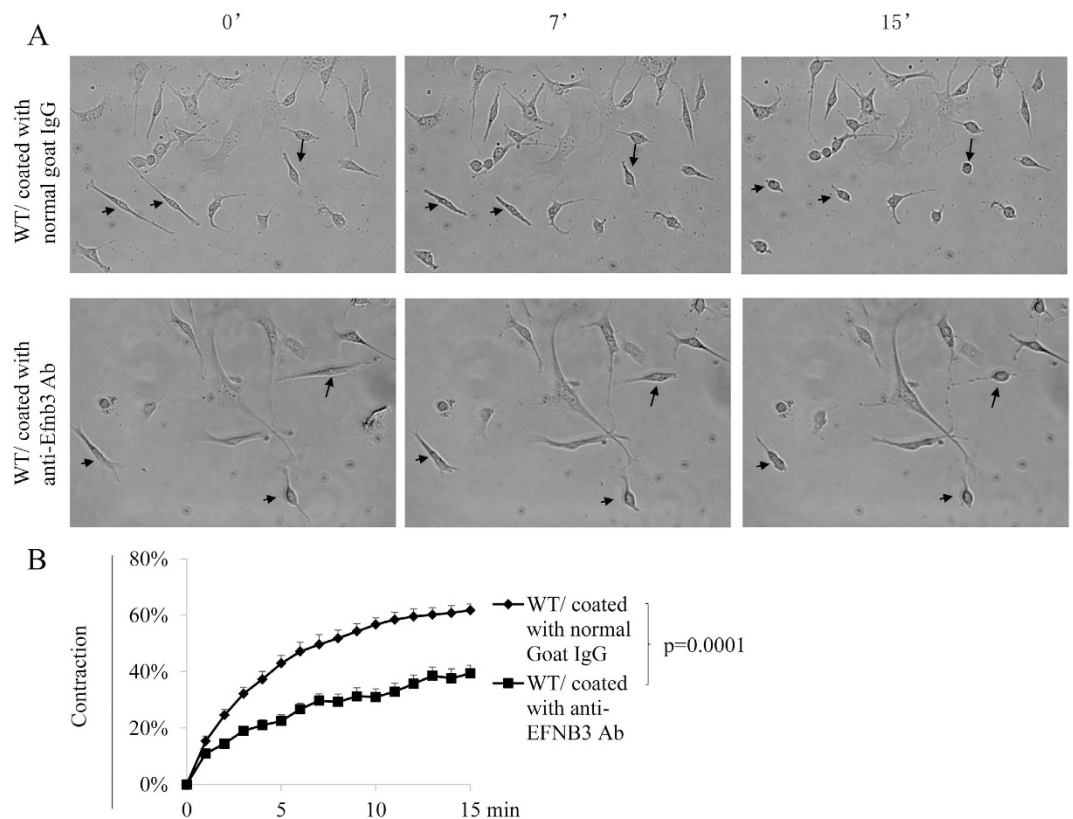 A
0’
7’
15’
WT/ coated with
normal goat IgG
WT/ coated with
anti-Efnb3 Ab
B
80%
60%
40%
20%
0%
Contraction
0
5
10
15 min
WT/ coated
with normal
Goat IgG
WT/ coated
with anti-
EFNB3 Ab
p=0.0001